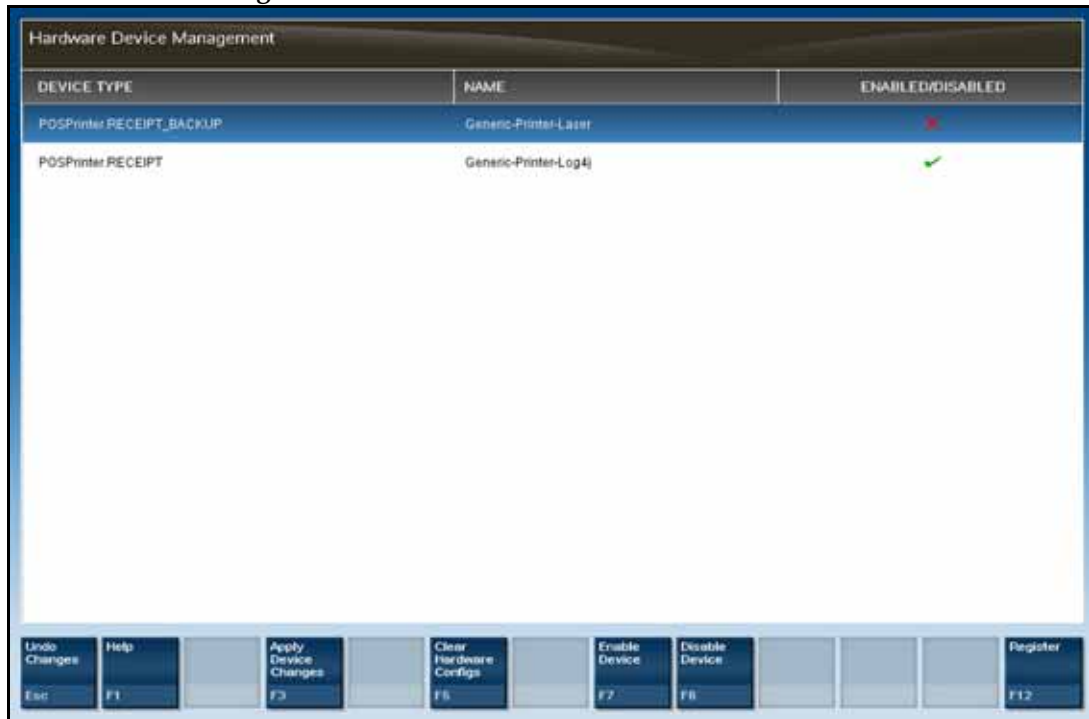 Hardware Device Management
DEVICE TYPE NAME ENABLED/DISABLED
POSPrinter.RECEIPT_BACKUP Generic-Printer-Laser
POSPrinter.RECEIPT Generic-Printer-Log4j
Undo Changes Esc
Help F1
Apply Device Changes F3
Clear Hardware Configs
Enable Device F7
Disable Device F8
Register F12